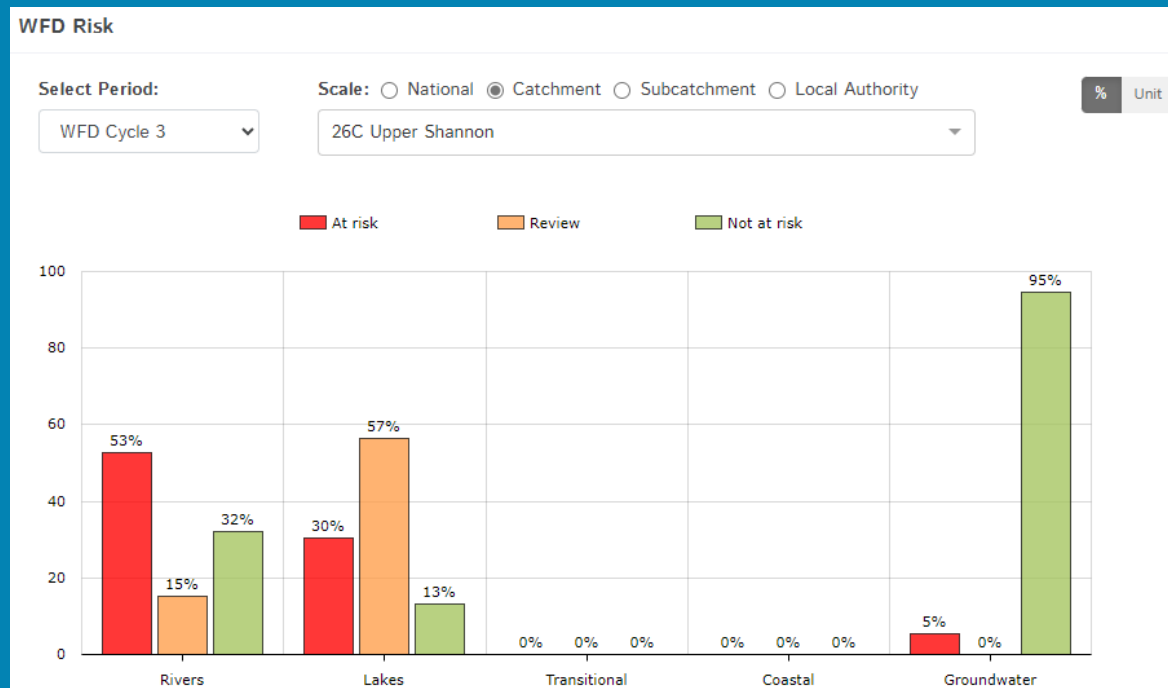 WFD Risk
Select Period:
Scale: National Catchment Subcatchment Local Authority
% Unit
WFD Cycle 3
26C Upper Shannon
At risk Review Not at risk
100
80
60
40
20
0
53%
15%
32%
30%
57%
13%
0% 0% 0%
0% 0% 0%
5%
0%
95%
Rivers Lakes Transitional Coastal Groundwater